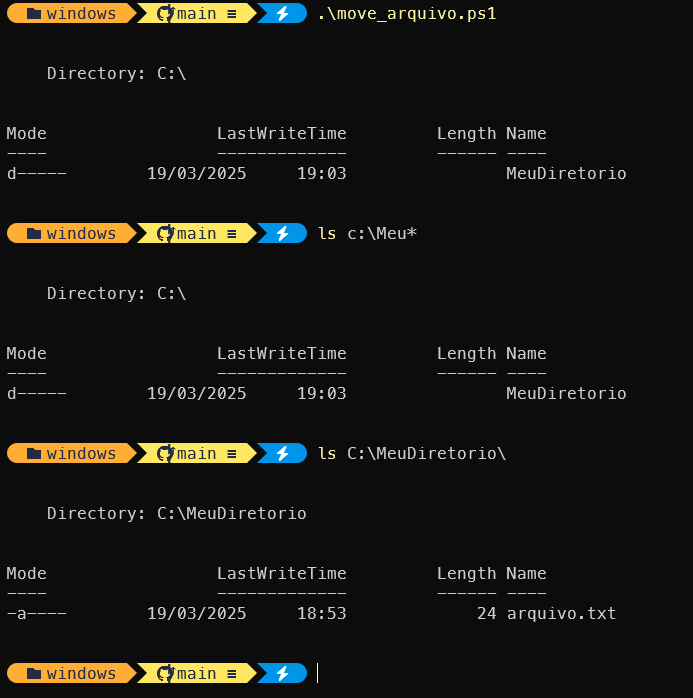 windows main ≡ .\move_arquivo.ps1
Directory: C:\
Mode LastWriteTime Length Name
---- ------------- ------ ----
d----- 19/03/2025 19:03 MeuDiretorio
windows main ≡ ls c:\Meu*
Directory: C:\
Mode LastWriteTime Length Name
---- ------------- ------ ----
d----- 19/03/2025 19:03 MeuDiretorio
windows main ≡ ls C:\MeuDiretorio\
Directory: C:\MeuDiretorio
Mode LastWriteTime Length Name
---- ------------- ------ ----
-a---- 19/03/2025 18:53 24 arquivo.txt
windows main ≡